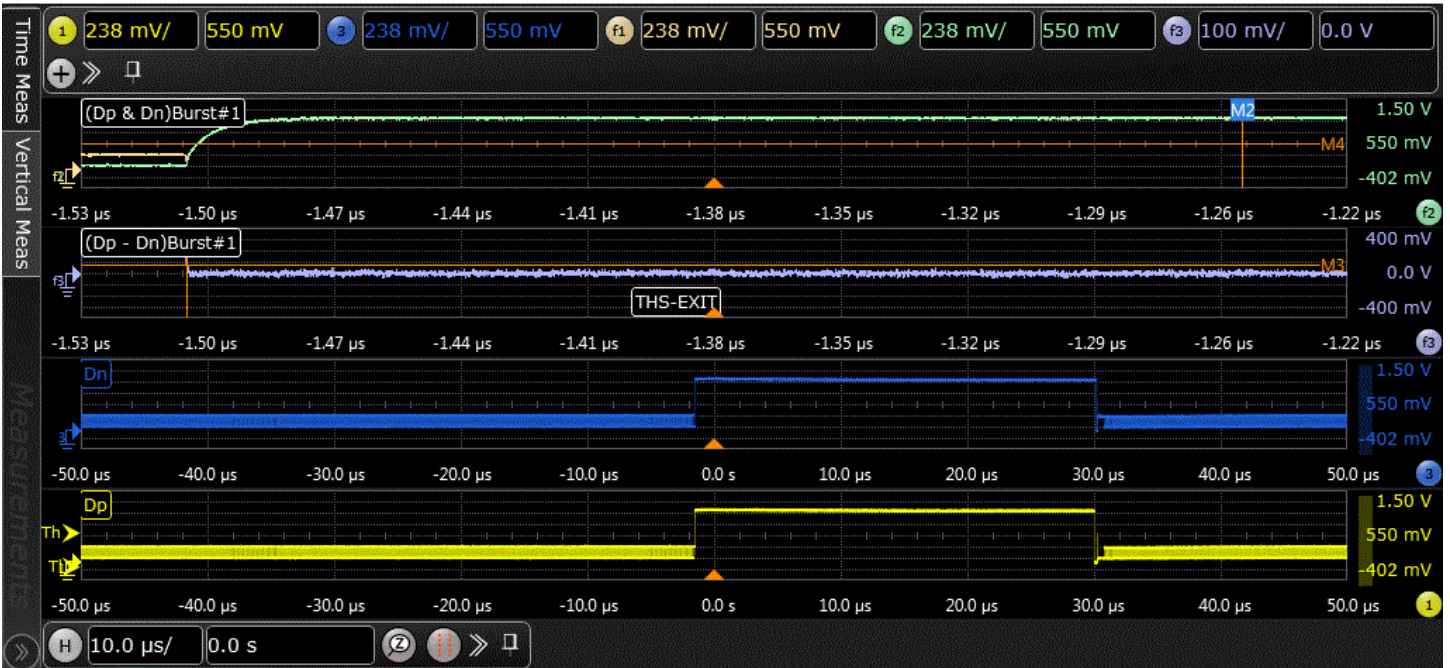 Time Meas
Vertical Meas
Measurements
1 238 mV/ 550 mV 3 238 mV/ 550 mV f1 238 mV/ 550 mV f2 238 mV/ 550 mV f3 100 mV/ 0.0 V
(Dp & Dn)Burst#1 M2 1.50 V
M4 550 mV
f2 -402 mV
-1.53 µs -1.50 µs -1.47 µs -1.44 µs -1.41 µs -1.38 µs -1.35 µs -1.32 µs -1.29 µs -1.26 µs -1.22 µs f2
(Dp - Dn)Burst#1 400 mV
f3 M3 0.0 V
THS-EXIT -400 mV
-1.53 µs -1.50 µs -1.47 µs -1.44 µs -1.41 µs -1.38 µs -1.35 µs -1.32 µs -1.29 µs -1.26 µs -1.22 µs f3
Dn 1.50 V
550 mV
3 -402 mV
-50.0 µs -40.0 µs -30.0 µs -20.0 µs -10.0 µs 0.0 s 10.0 µs 20.0 µs 30.0 µs 40.0 µs 50.0 µs 3
Dp 1.50 V
Th 550 mV
-402 mV
-50.0 µs -40.0 µs -30.0 µs -20.0 µs -10.0 µs 0.0 s 10.0 µs 20.0 µs 30.0 µs 40.0 µs 50.0 µs 1
H 10.0 µs/ 0.0 s Z